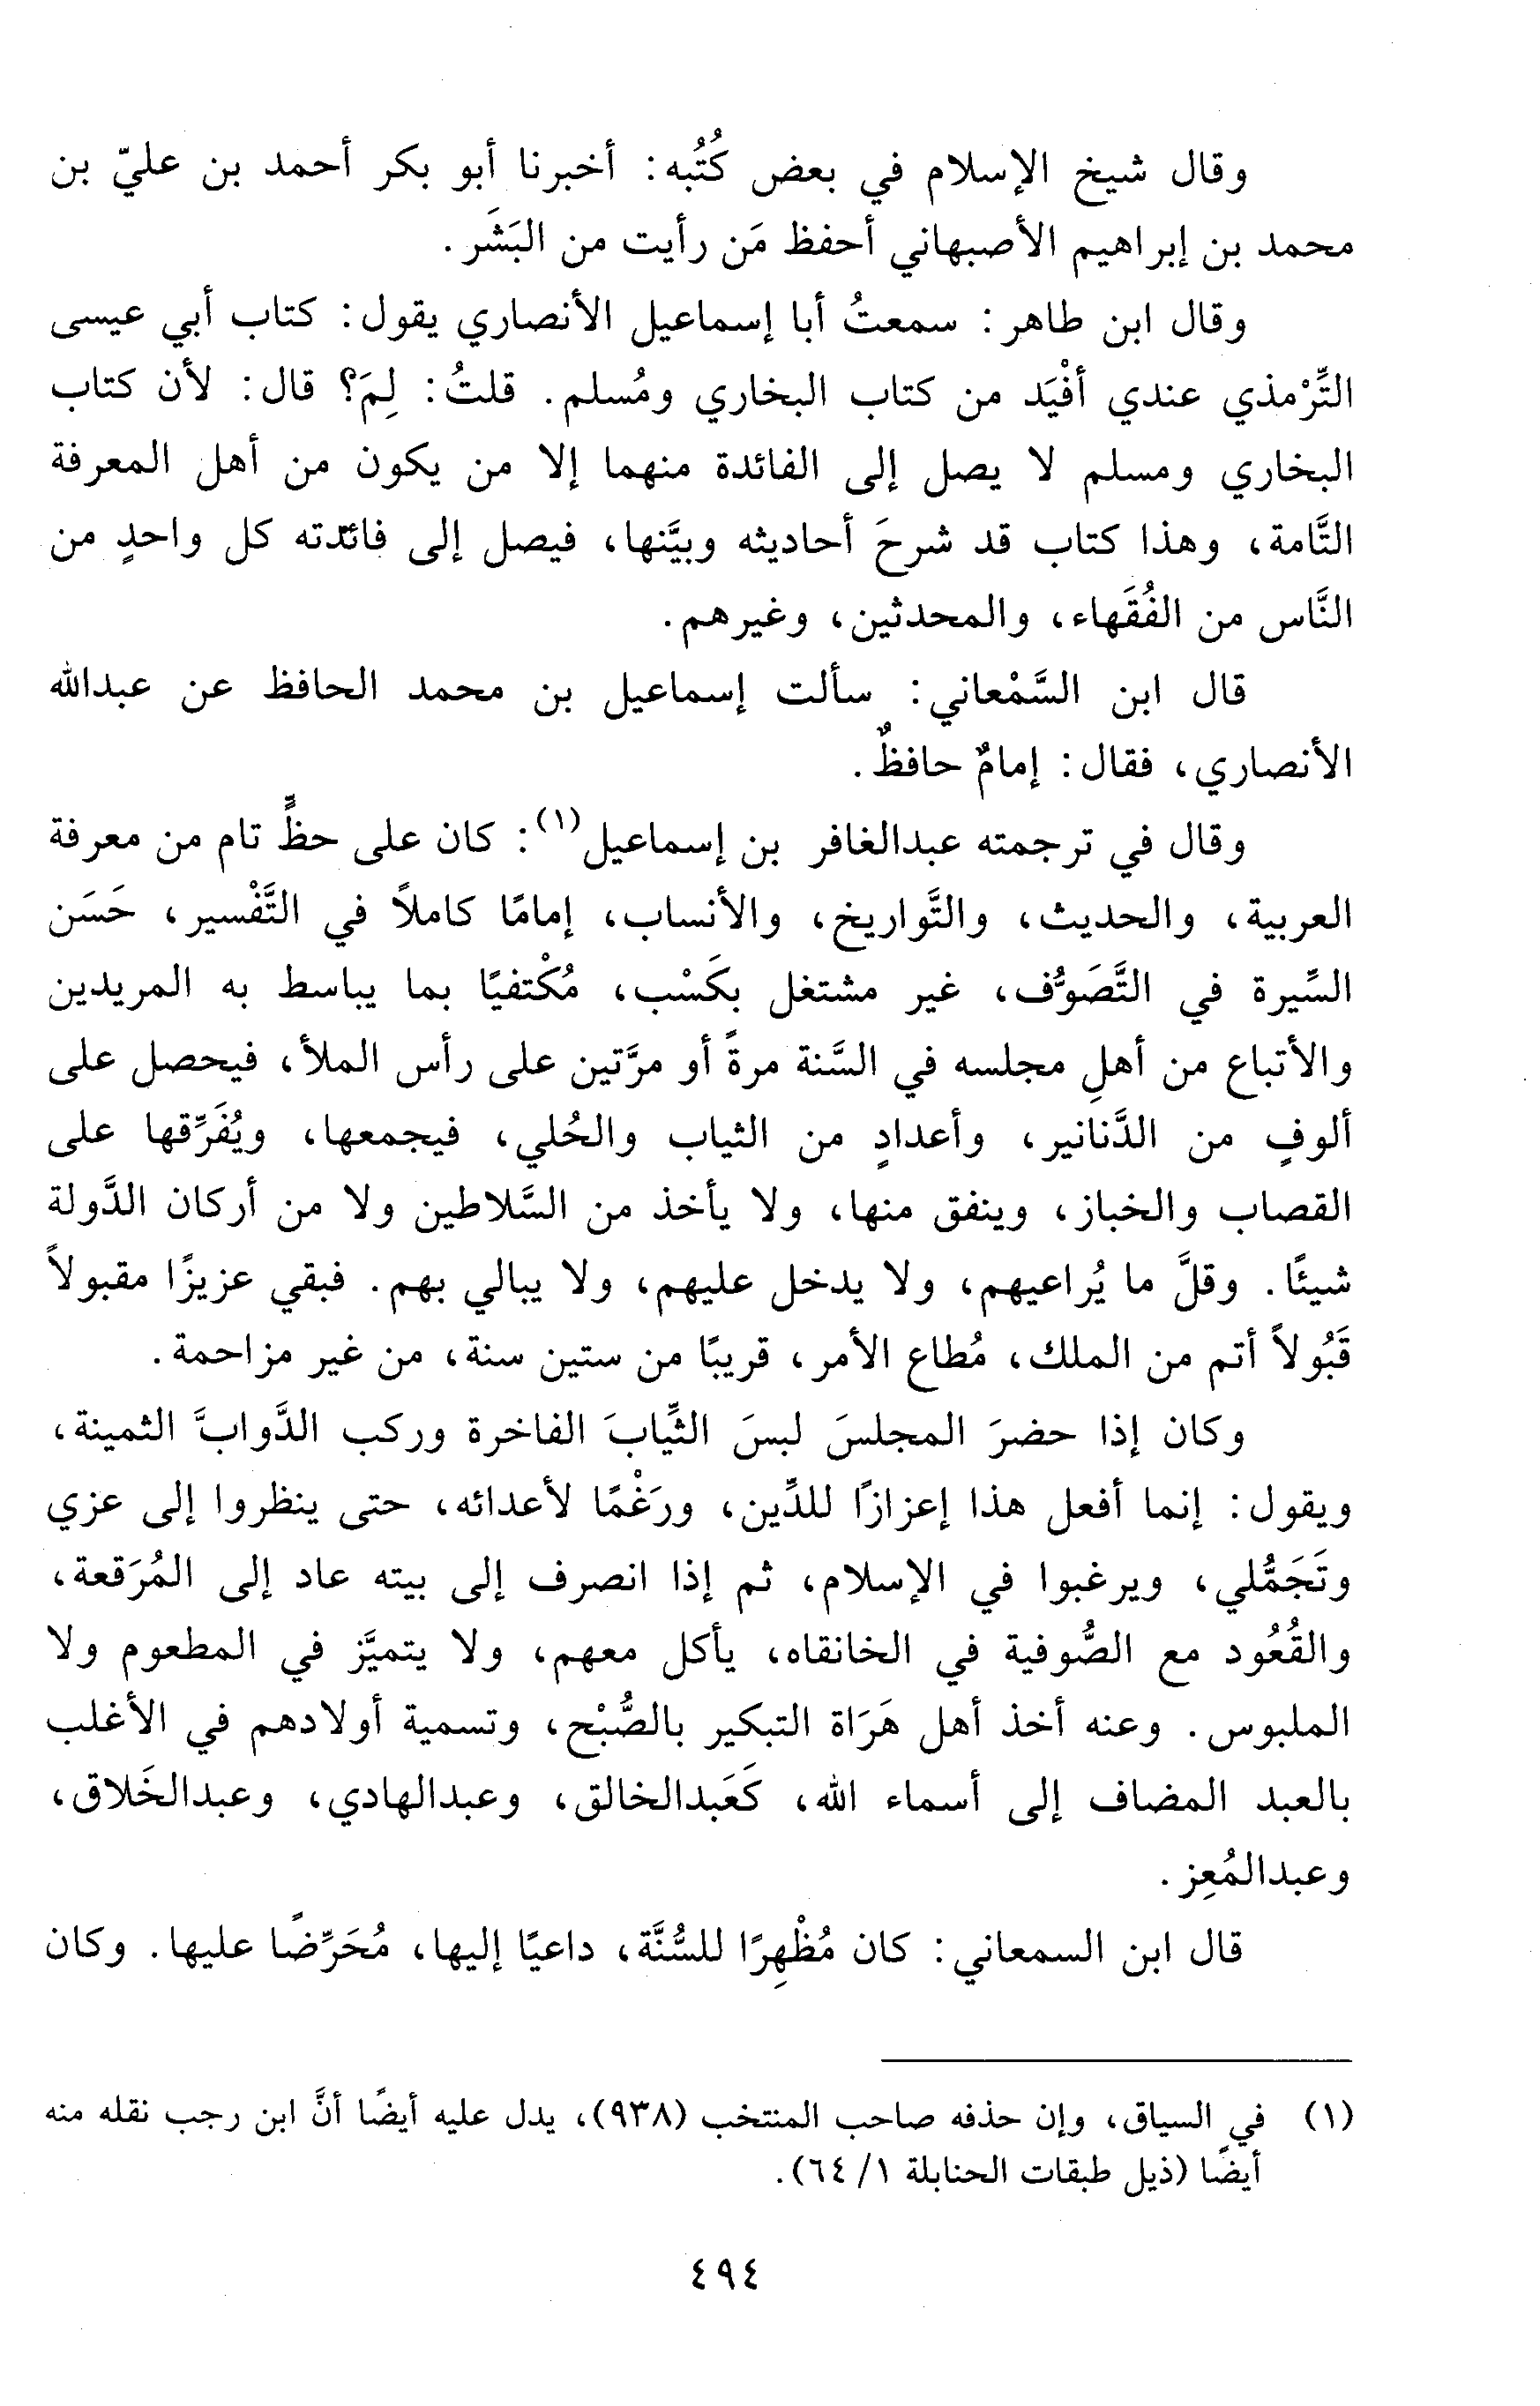 وقال شيخ الإسلام في بعض كُتُبه: أخبرنا أبو بكر أحمد بن عليّ بن
محمد بن إبراهيم الأصبهاني أحفظ مَن رأيت من البَشَر.
وقال ابن طاهر: سمعتُ أبا إسماعيل الأنصاري يقول: كتاب أبي عيسى
التِّرْمذي عندي أفْيَد من كتاب البخاري ومُسلم. قلتُ: لِمَ؟ قال: لأن كتاب
البخاري ومسلم لا يصل إلى الفائدة منهما إلا من يكون من أهل المعرفة
التَّامة، وهذا كتاب قد شرحَ أحاديثه وبيَّنها، فيصل إلى فائدته كل واحدٍ من
النَّاس من الفُقَهاء، والمحدثين، وغيرهم.
قال ابن السَّمْعاني: سألت إسماعيل بن محمد الحافظ عن عبدالله
الأنصاري، فقال: إمامٌ حافظٌ.
وقال في ترجمته عبدالغافر بن إسماعيل(١): كان على حظٍّ تام من معرفة
العربية، والحديث، والتَّواريخ، والأنساب، إمامًا كاملاً في التَّفْسير، حَسَن
السِّيرة في التَّصَوُّف، غير مشتغل بكَسْب، مُكْتفيًا بما يباسط به المريدين
والأتباع من أهلِ مجلسه في السَّنة مرةً أو مرَّتين على رأس الملأ، فيحصل على
ألوفٍ من الدَّنانير، وأعدادٍ من الثياب والحُلي، فيجمعها، ويُفَرِّقها على
القصاب والخباز، وينفق منها، ولا يأخذ من السَّلاطين ولا من أركان الدَّولة
شيئًا. وقلَّ ما يُراعيهم، ولا يدخل عليهم، ولا يبالي بهم. فبقي عزيزًا مقبولاً
قَبُولاً أتم من الملك، مُطاع الأمر، قريبًا من ستين سنة، من غير مزاحمة.
وكان إذا حضرَ المجلسَ لبسَ الثِّيابَ الفاخرة وركب الدَّوابَّ الثمينة،
ويقول: إنما أفعل هذا إعزازًا للدِّين، ورَغْمًا لأعدائه، حتى ينظروا إلى عزي
وتَجَمُّلي، ويرغبوا في الإسلام، ثم إذا انصرف إلى بيته عاد إلى المُرَقعة،
والقُعُود مع الصُّوفية في الخانقاه، يأكل معهم، ولا يتميَّز في المطعوم ولا
الملبوس. وعنه أخذ أهل هَرَاة التبكير بالصُّبْح، وتسمية أولادهم في الأغلب
بالعبد المضاف إلى أسماء الله، كَعَبدالخالق، وعبدالهادي، وعبدالخَلاق،
وعبدالمُعِز.
قال ابن السمعاني: كان مُظْهِرًا للسُّنَّة، داعيًا إليها، مُحَرِّضًا عليها. وكان
(١) في السياق، وإن حذفه صاحب المنتخب (٩٣٨)، يدل عليه أيضًا أنَّ ابن رجب نقله منه
أيضًا (ذيل طبقات الحنابلة ١/ ٦٤).
٤٩٤